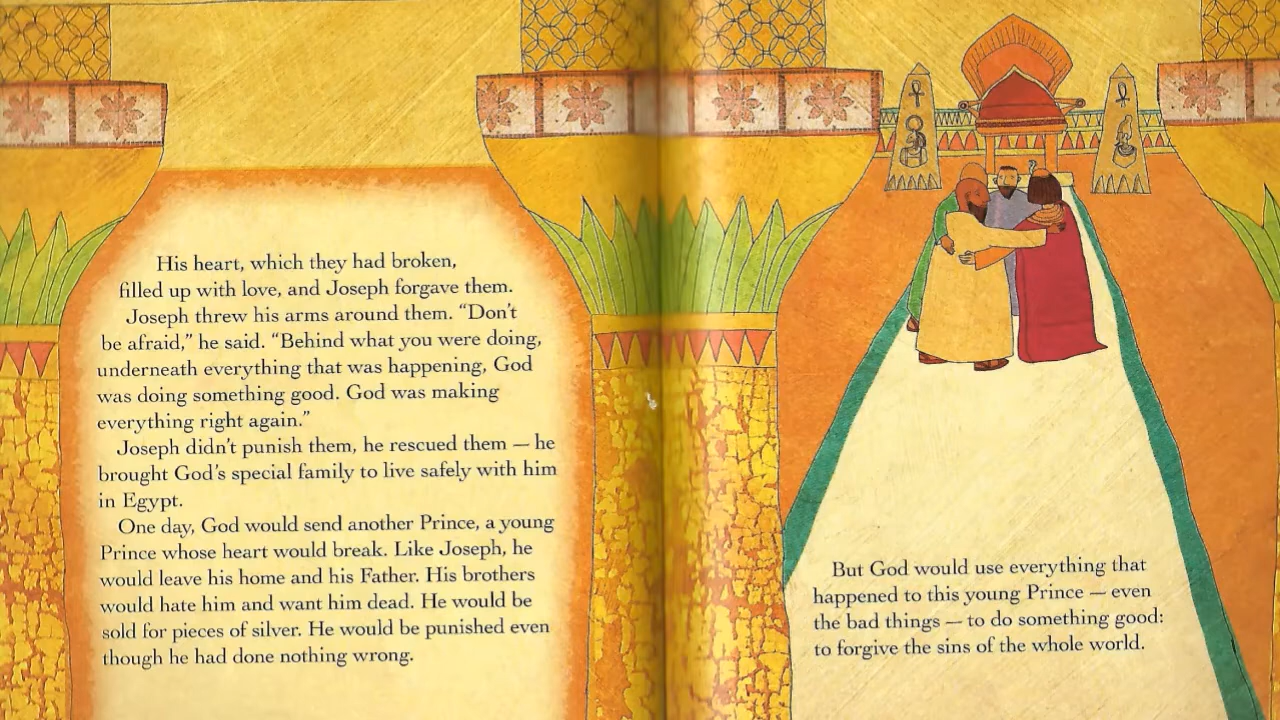 His heart, which they had broken,
filled up with love, and Joseph forgave them.
Joseph threw his arms around them. “Don’t
be afraid,” he said. “Behind what you were doing,
underneath everything that was happening, God
was doing something good. God was making
everything right again.”
Joseph didn’t punish them, he rescued them — he
brought God’s special family to live safely with him
in Egypt.
One day, God would send another Prince, a young
Prince whose heart would break. Like Joseph, he
would leave his home and his Father. His brothers
would hate him and want him dead. He would be
sold for pieces of silver. He would be punished even
though he had done nothing wrong.
But God would use everything that
happened to this young Prince — even
the bad things — to do something good:
to forgive the sins of the whole world.